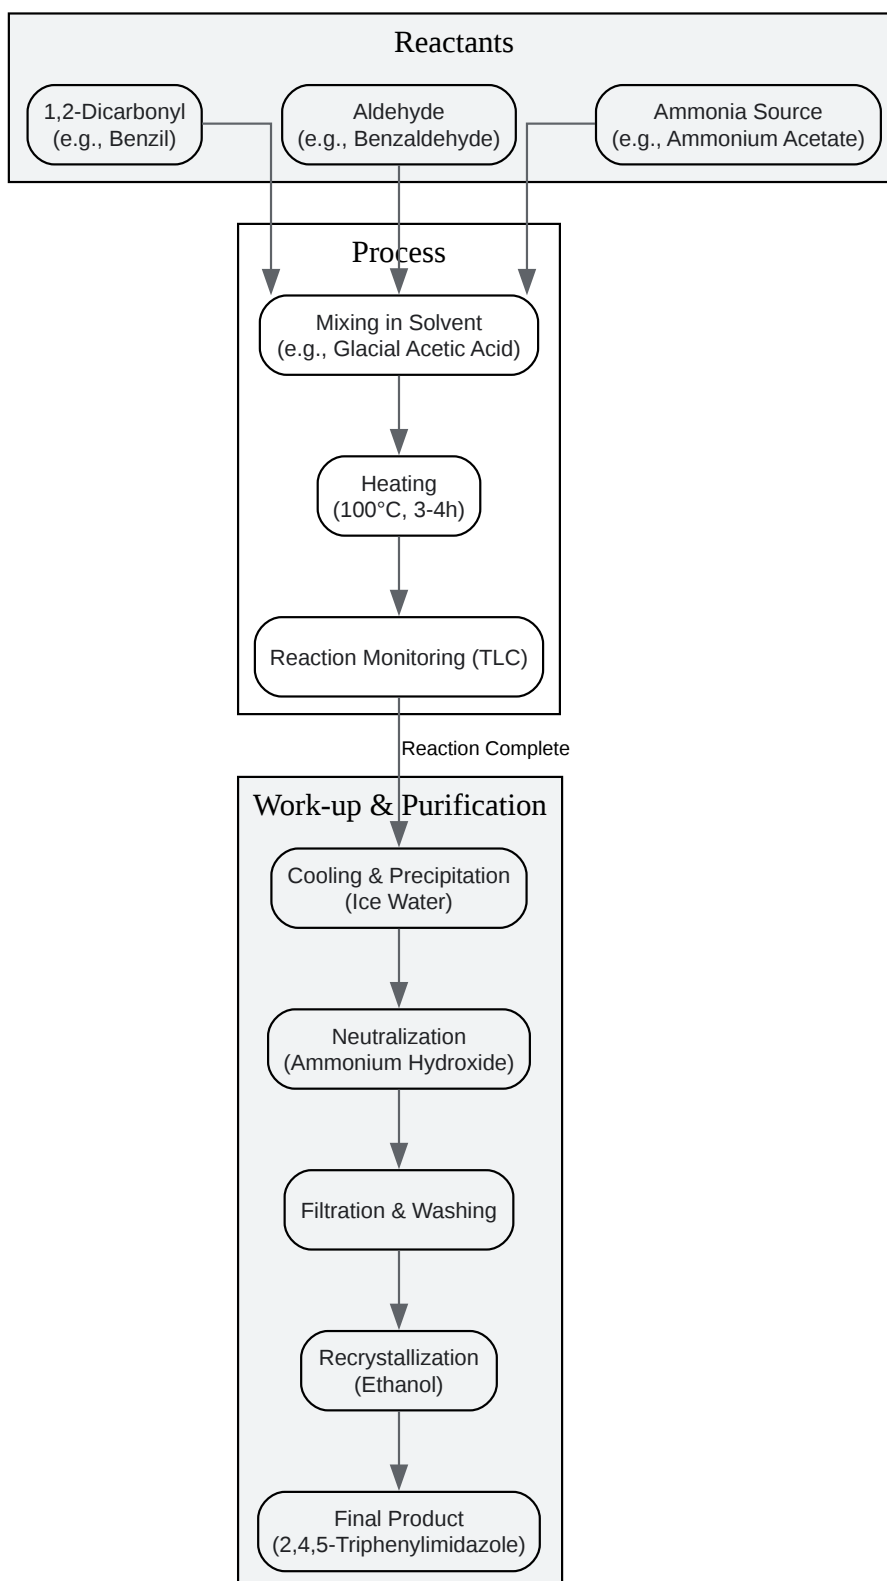 Reactants
1,2-Dicarbonyl
(e.g., Benzil)
Aldehyde
(e.g., Benzaldehyde)
Ammonia Source
(e.g., Ammonium Acetate)
Process
Mixing in Solvent
(e.g., Glacial Acetic Acid)
Heating
(100°C, 3-4h)
Reaction Monitoring (TLC)
Reaction Complete
Work-up & Purification
Cooling & Precipitation
(Ice Water)
Neutralization
(Ammonium Hydroxide)
Filtration & Washing
Recrystallization
(Ethanol)
Final Product
(2,4,5-Triphenylimidazole)